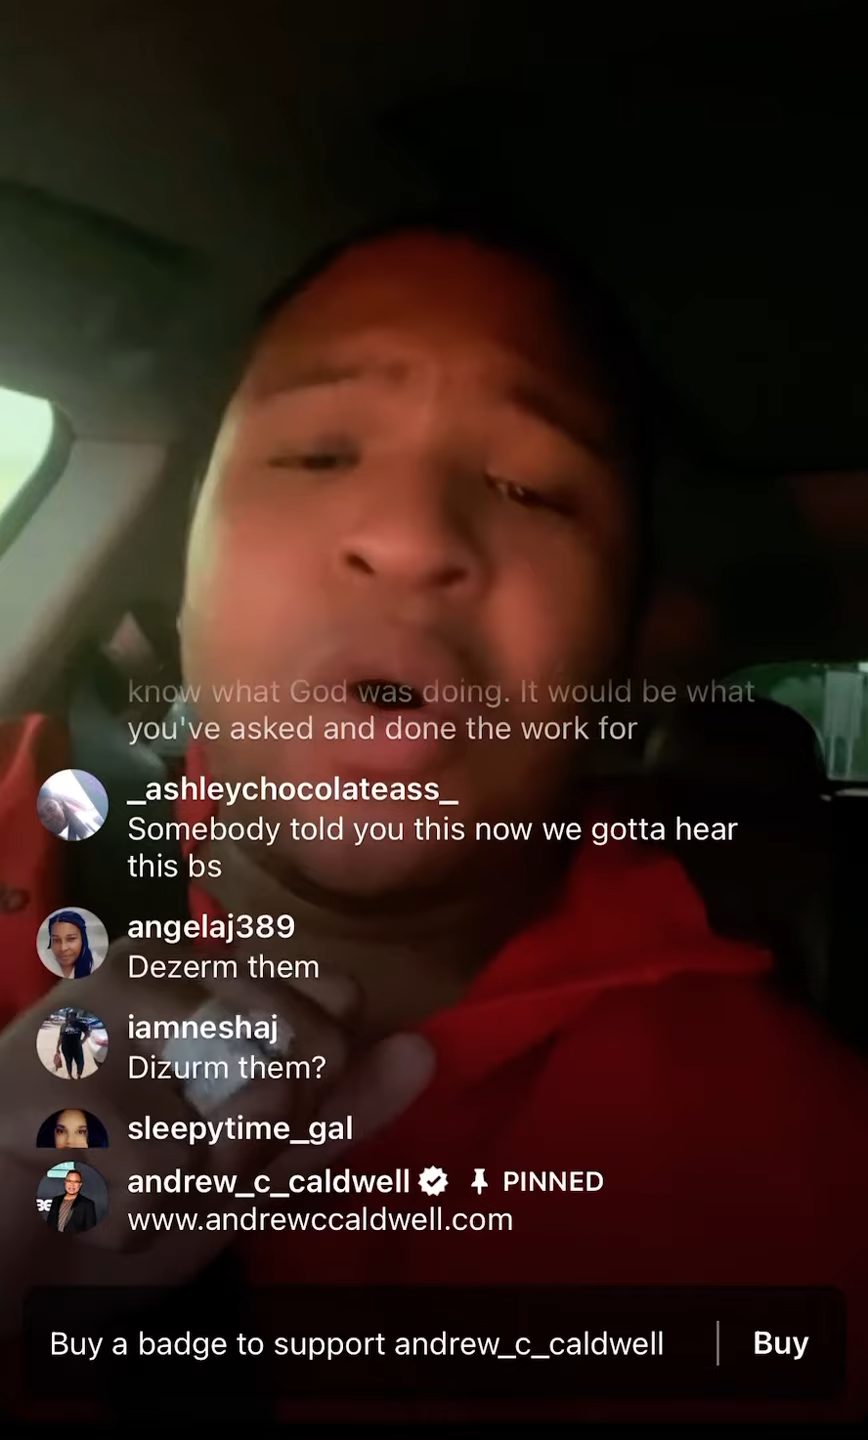 know what God was doing. It would be what
you've asked and done the work for
_ashleychocolateass_
Somebody told you this now we gotta hear
this bs
angelaj389
Dezerm them
iamneshaj
Dizurm them?
sleepytime_gal
andrew_c_caldwell PINNED
www.andrewccaldwell.com
Buy a badge to support andrew_c_caldwell | Buy